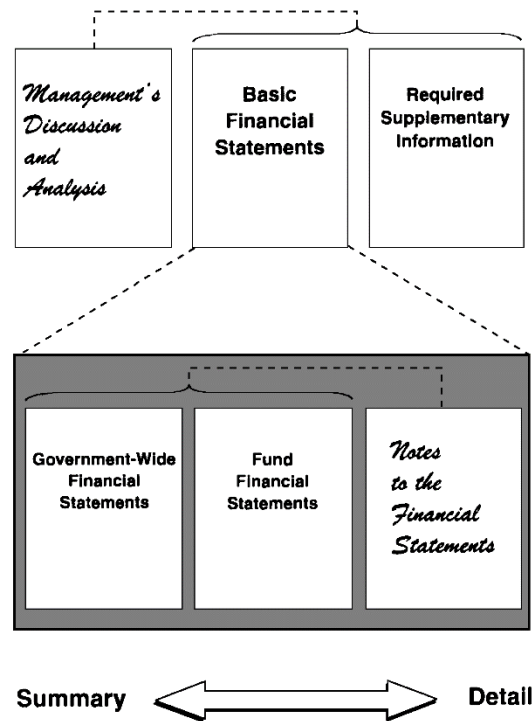 Management's
Discussion
and
Analysis
Basic
Financial
Statements
Required
Supplementary
Information
Government-Wide
Financial
Statements
Fund
Financial
Statements
Notes
to the
Financial
Statements
Summary
Detail